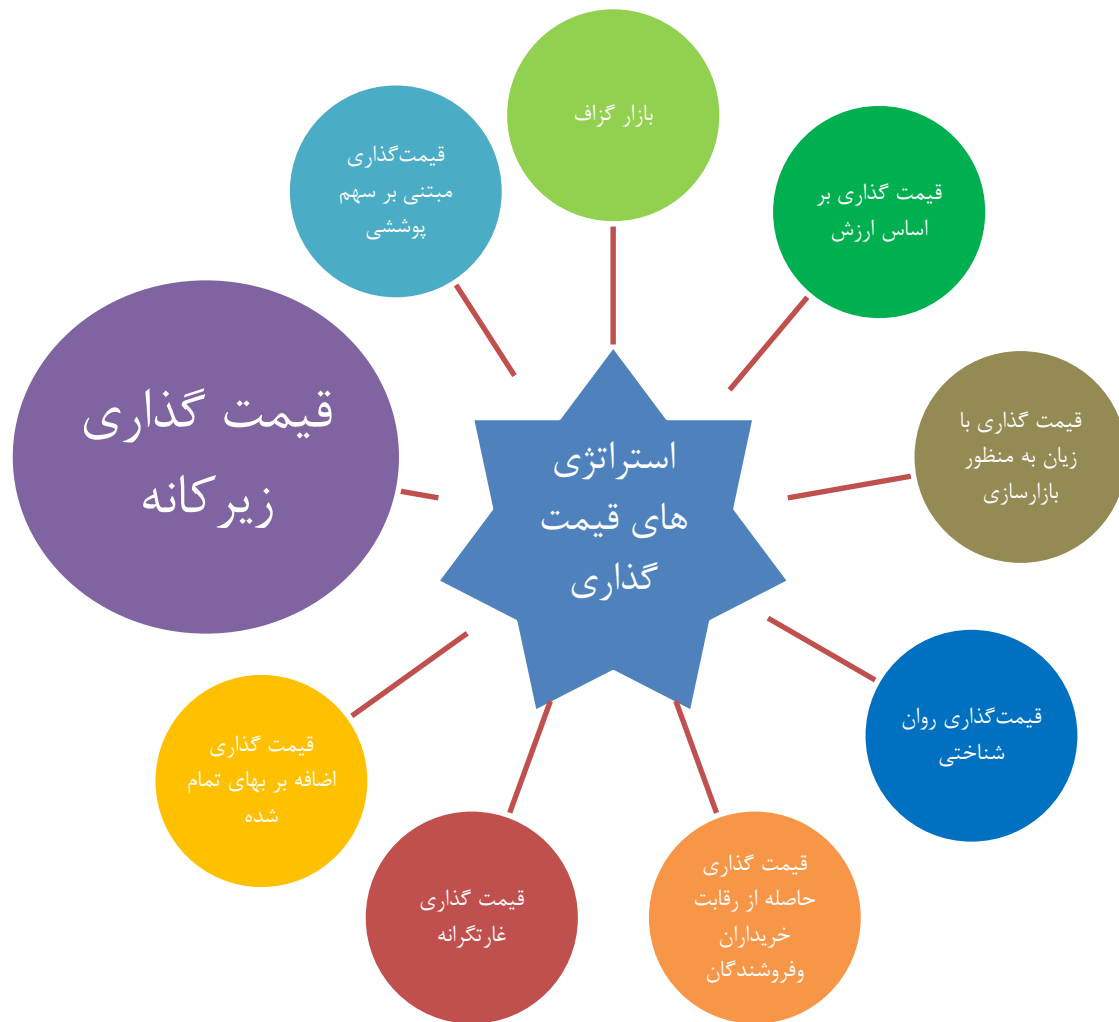 بازار گزاف
قیمت گذاری بر
اساس ارزش
قیمت گذاری با
زیان به منظور
بازارسازی
قیمت‌گذاری روان
شناختی
قیمت گذاری
حاصله از رقابت
خریداران
وفروشندگان
قیمت گذاری
غارتگرانه
قیمت گذاری
اضافه بر بهای تمام
شده
قیمت گذاری
زیرکانه
قیمت‌گذاری
مبتنی بر سهم
پوششی
استراتژی
های قیمت
گذاری